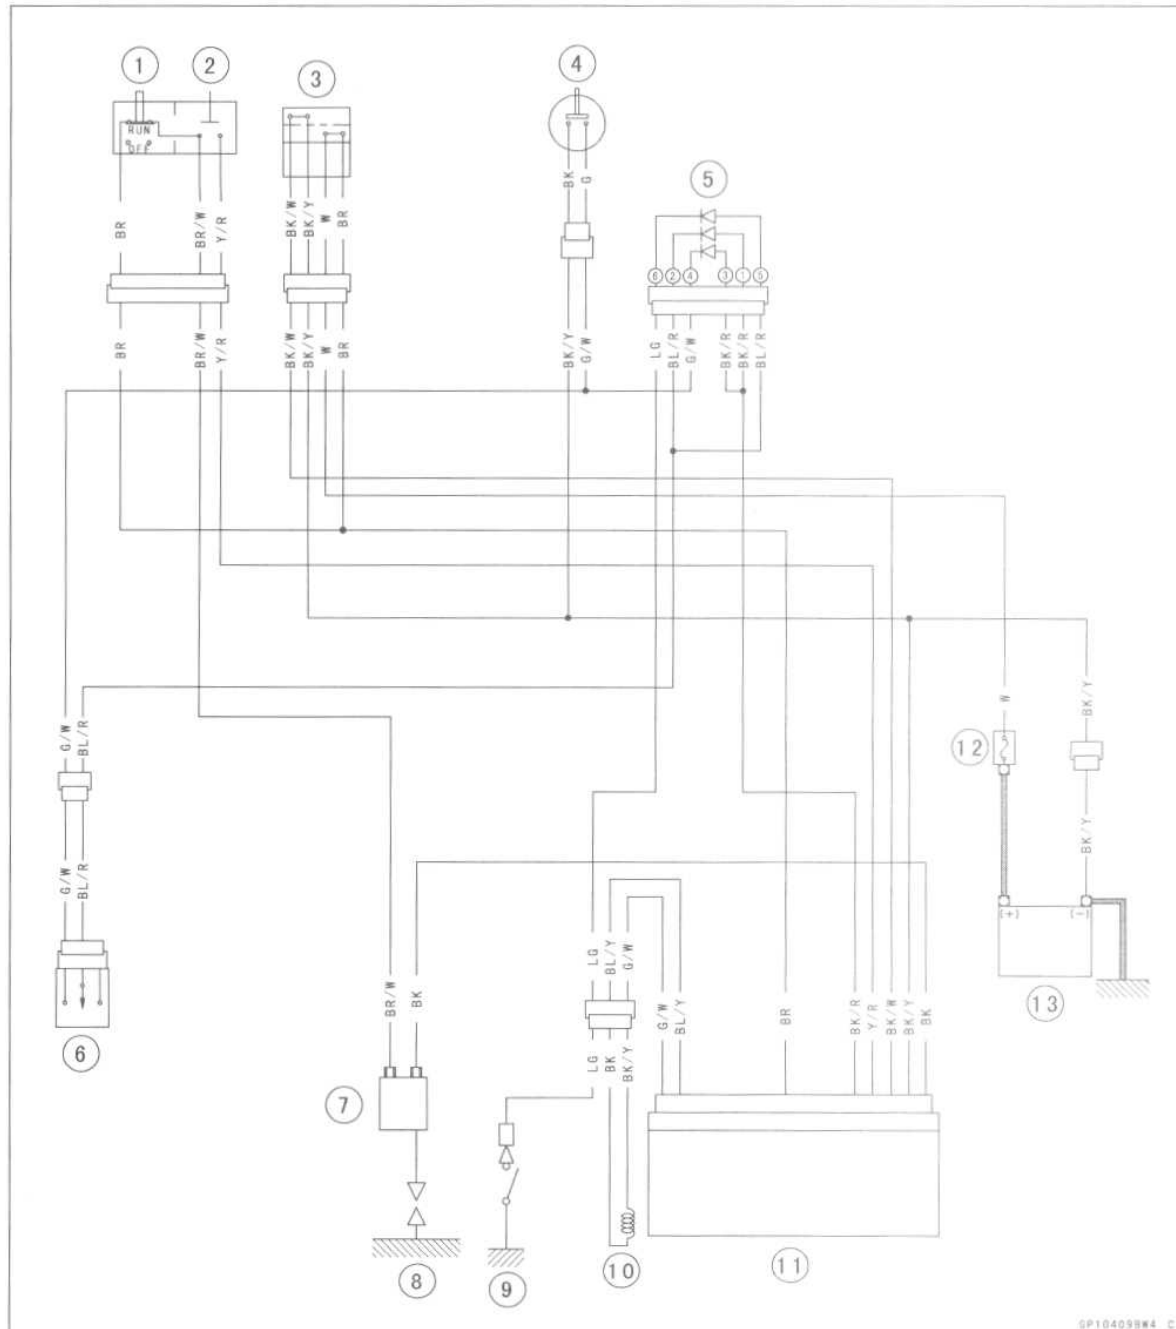 1
2
3
4
RUN
OFF
5
BR
BR/W
Y/R
BK/W
BK/Y
W
BR
BK
G
6
2
4
3
1
5
BR
BR/W
Y/R
BK/W
BK/Y
W
BR
BK/Y
G/W
LG
BL/R
G/W
BK/R
BK/R
BL/R
G/W
BL/R
W
BK/Y
12
G/W
BL/R
BK/Y
(+)
(-)
13
LG
BL/Y
G/W
BR/W
BK
G/W
BL/Y
BR
BK/R
Y/R
BK/W
BK/Y
BK
6
LG
BK
BK/Y
7
8
9
10
11
GP10409BW4 C